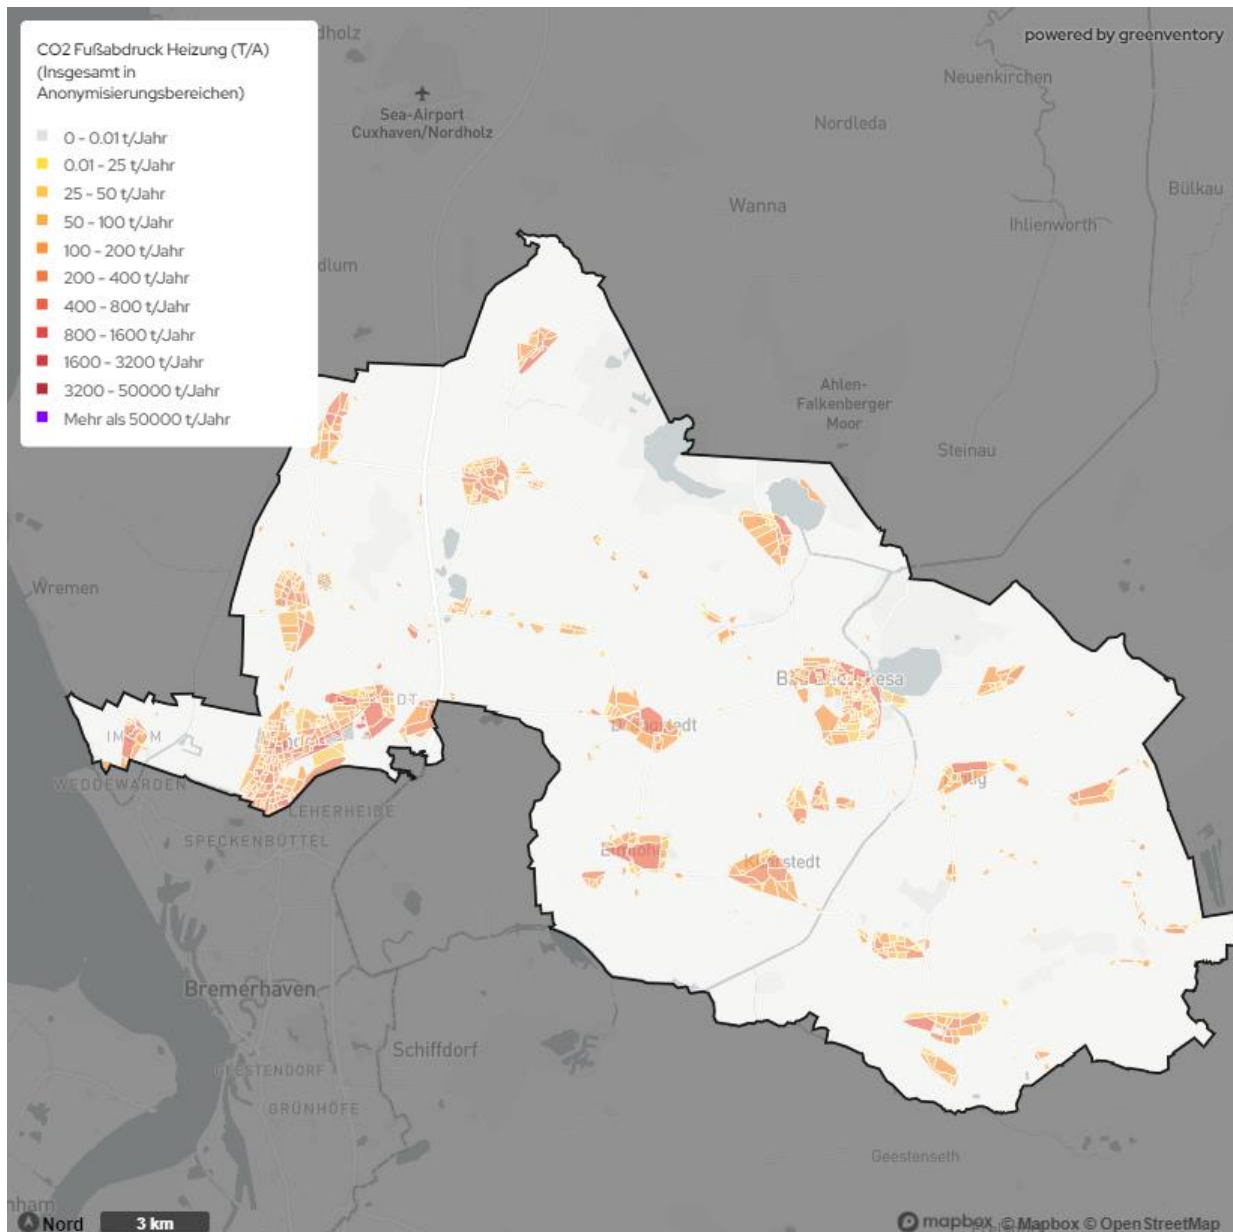 CO2 Fußabdruck Heizung (T/A)
(Insgesamt in
Anonymisierungsbereichen)
0 - 0.01 t/Jahr
0.01 - 25 t/Jahr
25 - 50 t/Jahr
50 - 100 t/Jahr
100 - 200 t/Jahr
200 - 400 t/Jahr
400 - 800 t/Jahr
800 - 1600 t/Jahr
1600 - 3200 t/Jahr
3200 - 50000 t/Jahr
Mehr als 50000 t/Jahr
dholz
powered by greenventory
Neuenkirchen
Sea-Airport
Cuxhaven/Nordholz
Nordleda
Bülkau
Wanna
Ihlienworth
dlum
Ahlen-
Falkenberger
Moor
Steinau
Wremen
WEDDEWARDEN
LEHERHEIDE
SPECKENBÜTTEL
Bremerhaven
Schiffdorf
GEESTENDORF
GRÜNHÖFE
Geestenseth
nham
Nord
3 km
mapbox
© Mapbox © OpenStreetMap